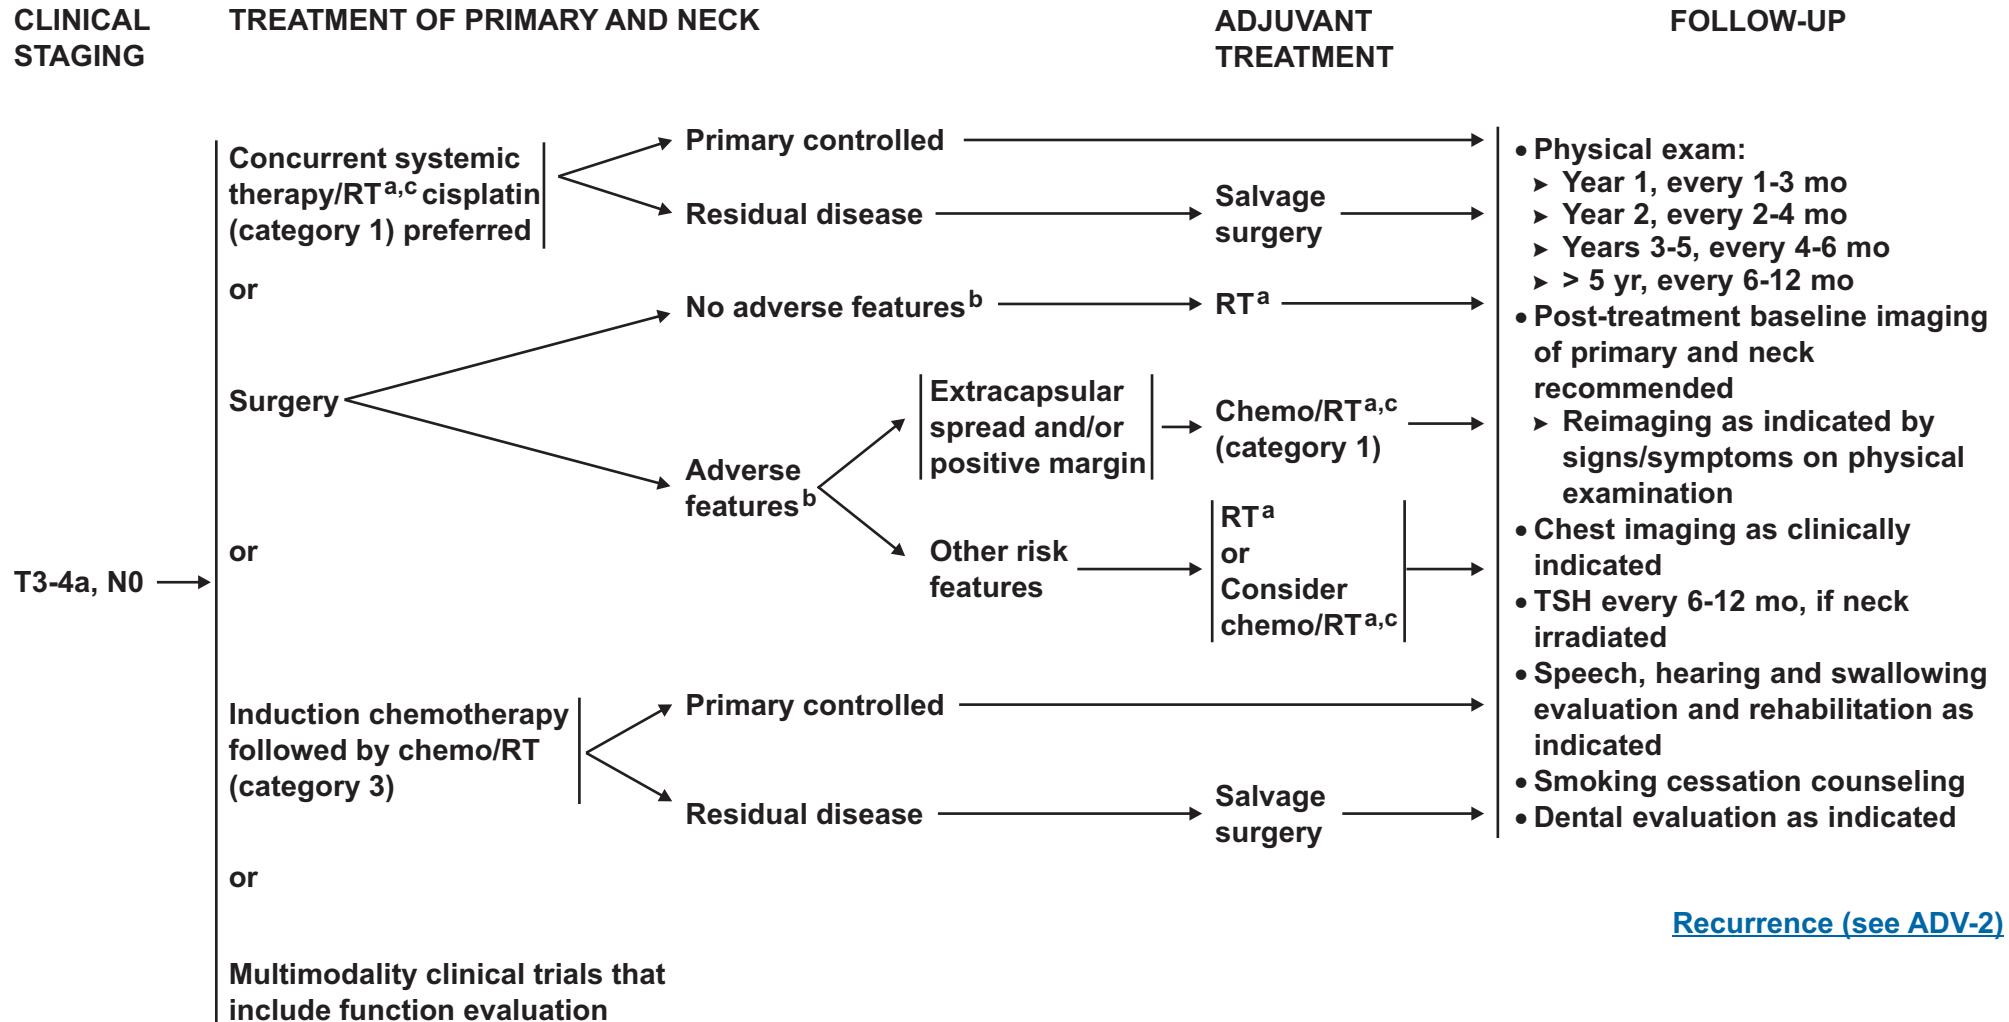 CLINICAL
STAGING
TREATMENT OF PRIMARY AND NECK
ADJUVANT
TREATMENT
FOLLOW-UP
T3-4a, N0
Concurrent systemic
therapy/RTa,c cisplatin
(category 1) preferred
Primary controlled
Residual disease
Salvage
surgery
or
Surgery
No adverse featuresb
RTa
Adverse
featuresb
Extracapsular
spread and/or
positive margin
Chemo/RTa,c
(category 1)
Other risk
features
RTa
or
Consider
chemo/RTa,c
or
Induction chemotherapy
followed by chemo/RT
(category 3)
Primary controlled
Residual disease
Salvage
surgery
or
Multimodality clinical trials that
include function evaluation
• Physical exam:
➤ Year 1, every 1-3 mo
➤ Year 2, every 2-4 mo
➤ Years 3-5, every 4-6 mo
➤ > 5 yr, every 6-12 mo
• Post-treatment baseline imaging
of primary and neck
recommended
➤ Reimaging as indicated by
signs/symptoms on physical
examination
• Chest imaging as clinically
indicated
• TSH every 6-12 mo, if neck
irradiated
• Speech, hearing and swallowing
evaluation and rehabilitation as
indicated
• Smoking cessation counseling
• Dental evaluation as indicated
Recurrence (see ADV-2)